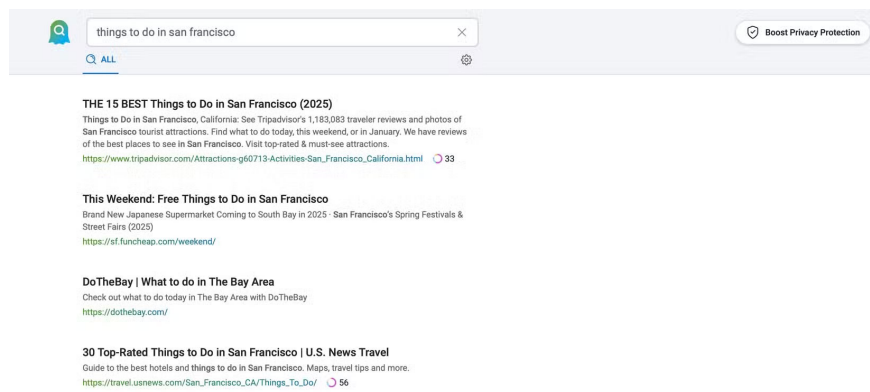 things to do in san francisco
Boost Privacy Protection
ALL
THE 15 BEST Things to Do in San Francisco (2025)
Things to Do in San Francisco, California: See Tripadvisor's 1,183,083 traveler reviews and photos of
San Francisco tourist attractions. Find what to do today, this weekend, or in January. We have reviews
of the best places to see in San Francisco. Visit top-rated & must-see attractions.
https://www.tripadvisor.com/Attractions-g60713-Activities-San_Francisco_California.html 33
This Weekend: Free Things to Do in San Francisco
Brand New Japanese Supermarket Coming to South Bay in 2025 · San Francisco's Spring Festivals &
Street Fairs (2025)
https://sf.funcheap.com/weekend/
DoTheBay | What to do in The Bay Area
Check out what to do today in The Bay Area with DoTheBay
https://dothebay.com/
30 Top-Rated Things to Do in San Francisco | U.S. News Travel
Guide to the best hotels and things to do in San Francisco. Maps, travel tips and more.
https://travel.usnews.com/San_Francisco_CA/Things_To_Do/ 56